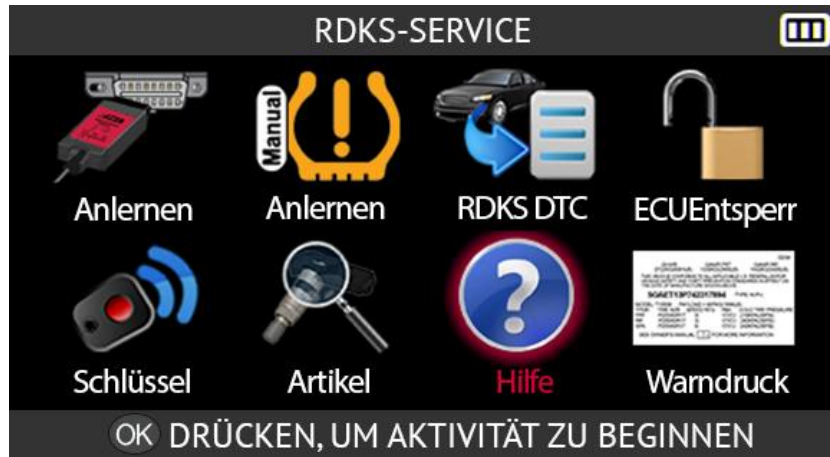 RDKS-SERVICE
Manual
Anlernen
Anlernen
RDKS DTC
ECUEntsperr
Schlüssel
Artikel
Hilfe
Warndruck
OK DRÜCKEN, UM AKTIVITÄT ZU BEGINNEN